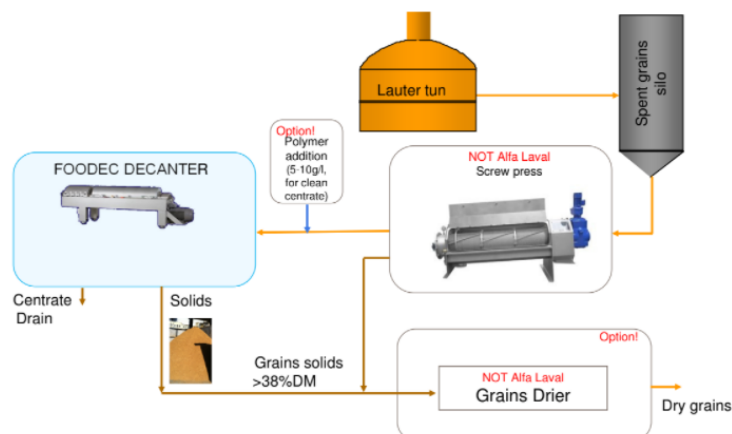 Lauter tun
Spent grains
silo
Option!
Polymer
addition
(5-10g/l,
for clean
centrate)
NOT Alfa Laval
Screw press
FOODEC DECANTER
Centrate
Drain
Solids
Grains solids
>38%DM
Option!
NOT Alfa Laval
Grains Drier
Dry grains